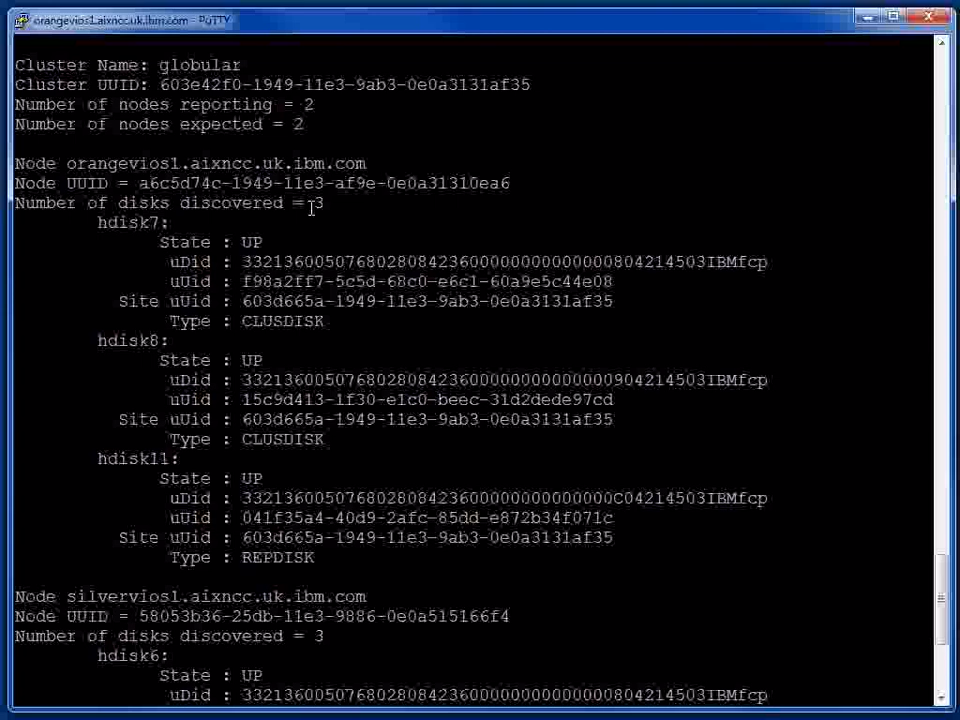 orangevios1.aixncc.uk.ibm.com - PuTTY
Cluster Name: globular
Cluster UUID: 603e42f0-1949-11e3-9ab3-0e0a3131af35
Number of nodes reporting = 2
Number of nodes expected = 2
Node orangevios1.aixncc.uk.ibm.com
Node UUID = a6c5d74c-1949-11e3-af9e-0e0a31310ea6
Number of disks discovered = 3
hdisk7:
State : UP
uDid : 3321360050768028084236000000000000000804214503IBMfcp
uUid : f98a2ff7-5c5d-68c0-e6c1-60a9e5c44e08
Site uUid : 603d665a-1949-11e3-9ab3-0e0a3131af35
Type : CLUSDISK
hdisk8:
State : UP
uDid : 3321360050768028084236000000000000000904214503IBMfcp
uUid : 15c9d413-1f30-e1c0-beec-31d2dede97cd
Site uUid : 603d665a-1949-11e3-9ab3-0e0a3131af35
Type : CLUSDISK
hdisk11:
State : UP
uDid : 3321360050768028084236000000000000000C04214503IBMfcp
uUid : 041f35a4-40d9-2afc-85dd-e872b34f071c
Site uUid : 603d665a-1949-11e3-9ab3-0e0a3131af35
Type : REPDISK
Node silvervios1.aixncc.uk.ibm.com
Node UUID = 58053b36-25db-11e3-9886-0e0a515166f4
Number of disks discovered = 3
hdisk6:
State : UP
uDid : 3321360050768028084236000000000000000804214503IBMfcp